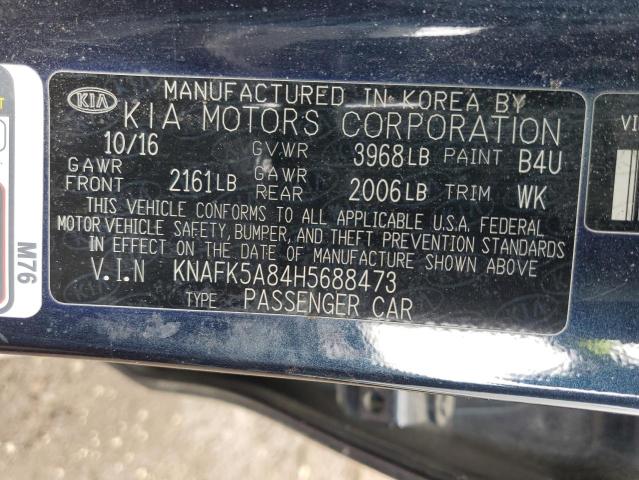 MANUFACTURED IN KOREA BY
KIA KIA MOTORS CORPORATION
10/16 GVWR 3968LB PAINT B4U
GAWR FRONT 2161LB GAWR REAR 2006LB TRIM WK
THIS VEHICLE CONFORMS TO ALL APPLICABLE U.S.A. FEDERAL
MOTOR VEHICLE SAFETY, BUMPER, AND THEFT PREVENTION STANDARDS
IN EFFECT ON THE DATE OF MANUFACTURE SHOWN ABOVE
V.I.N KNAFK5A84H5688473
TYPE PASSENGER CAR
M76
VI